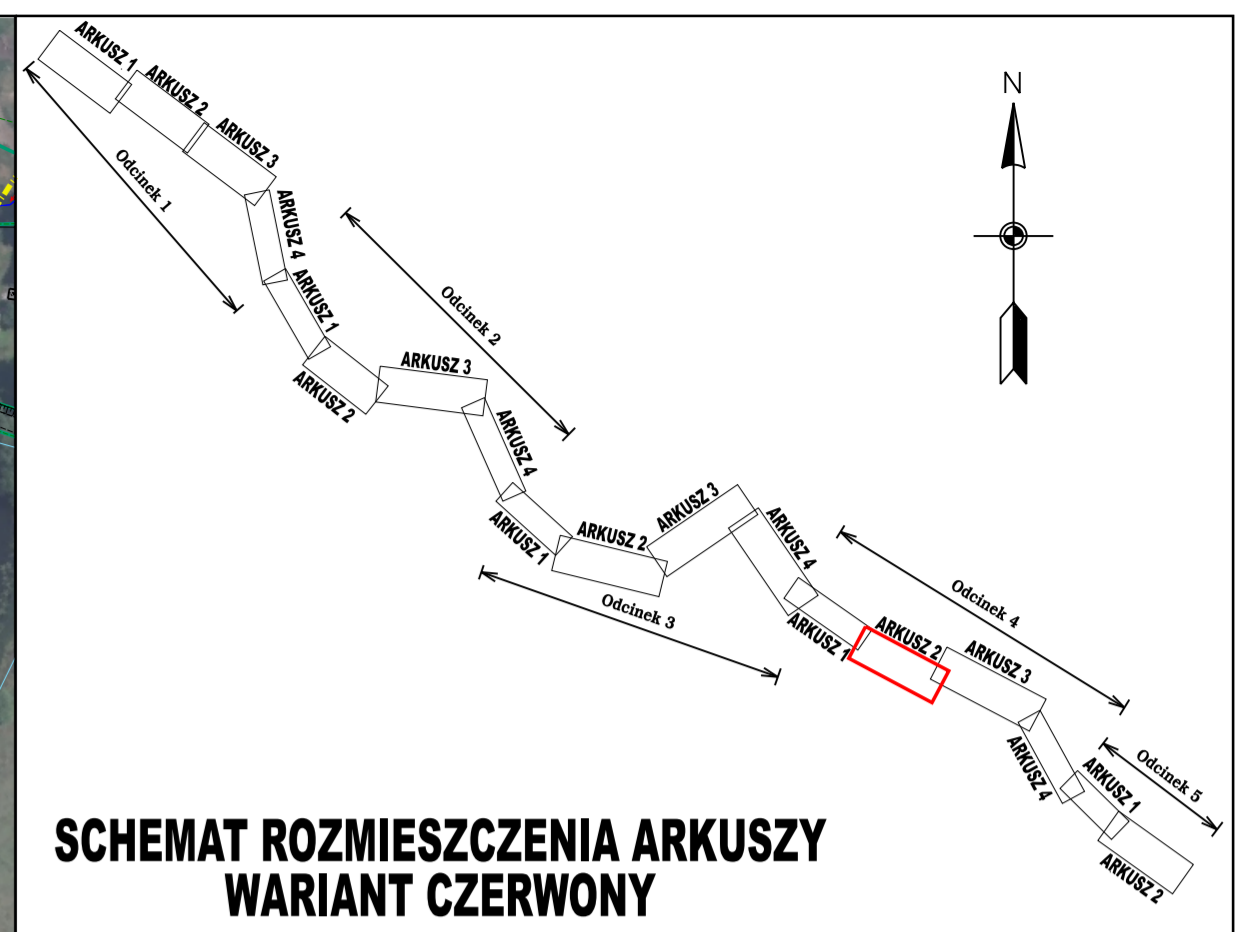 ARKUSZ 1
ARKUSZ 2
ARKUSZ 3
Odcinek 1
ARKUSZ 4
N
ARKUSZ 1
Odcinek 2
ARKUSZ 2
ARKUSZ 3
ARKUSZ 4
ARKUSZ 1
ARKUSZ 2
ARKUSZ 3
ARKUSZ 4
Odcinek 3
ARKUSZ 1
ARKUSZ 2
Odcinek 4
ARKUSZ 3
ARKUSZ 4
ARKUSZ 1
Odcinek 5
ARKUSZ 2
SCHEMAT ROZMIESZCZENIA ARKUSZY
WARIANT CZERWONY